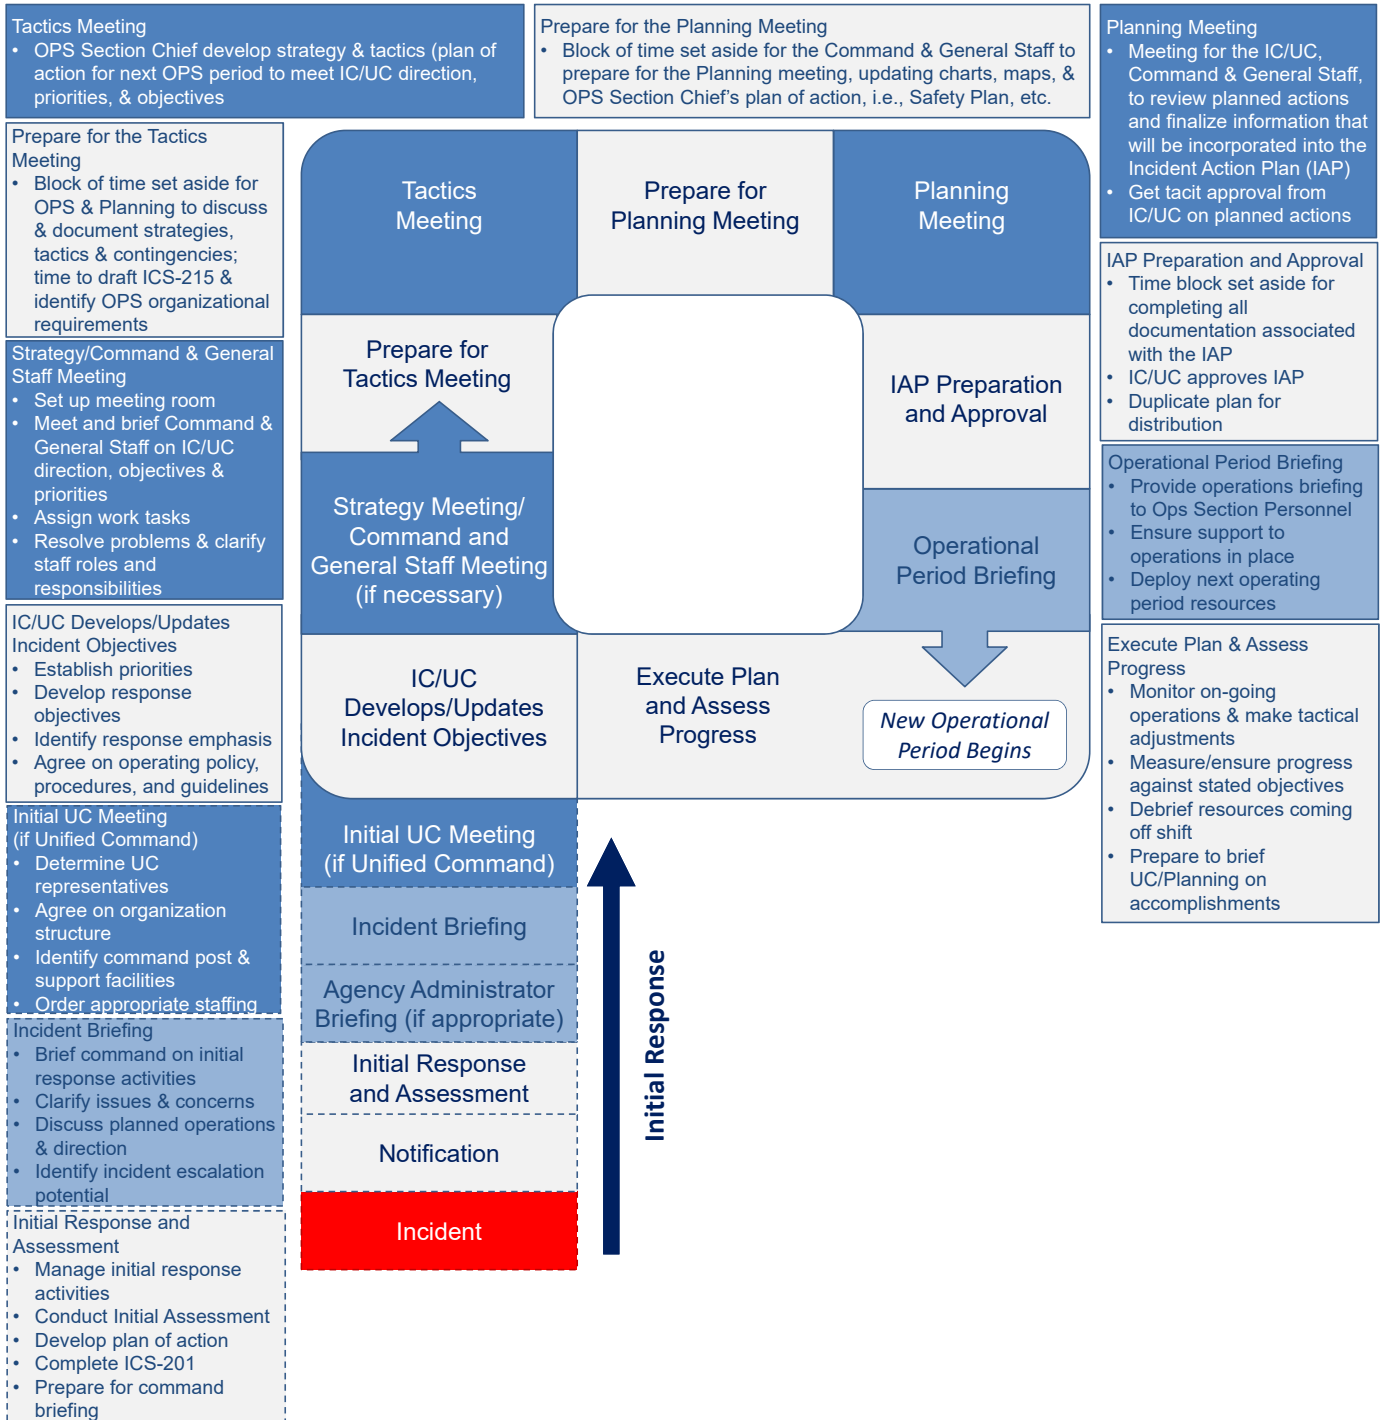 Tactics Meeting
• OPS Section Chief develop strategy & tactics (plan of
action for next OPS period to meet IC/UC direction,
priorities, & objectives
Prepare for the Planning Meeting
• Block of time set aside for the Command & General Staff to
prepare for the Planning meeting, updating charts, maps, &
OPS Section Chief's plan of action, i.e., Safety Plan, etc.
Planning Meeting
• Meeting for the IC/UC,
Command & General Staff,
to review planned actions
and finalize information that
will be incorporated into the
Incident Action Plan (IAP)
• Get tacit approval from
IC/UC on planned actions
Prepare for the Tactics
Meeting
• Block of time set aside for
OPS & Planning to discuss
& document strategies,
tactics & contingencies;
time to draft ICS-215 &
identify OPS organizational
requirements
Strategy/Command & General
Staff Meeting
• Set up meeting room
• Meet and brief Command &
General Staff on IC/UC
direction, objectives &
priorities
• Assign work tasks
• Resolve problems & clarify
staff roles and
responsibilities
IC/UC Develops/Updates
Incident Objectives
• Establish priorities
• Develop response
objectives
• Identify response emphasis
• Agree on operating policy,
procedures, and guidelines
Initial UC Meeting
(if Unified Command)
• Determine UC
representatives
• Agree on organization
structure
• Identify command post &
support facilities
• Order appropriate staffing
Incident Briefing
• Brief command on initial
response activities
• Clarify issues & concerns
• Discuss planned operations
& direction
• Identify incident escalation
potential
Initial Response and
Assessment
• Manage initial response
activities
• Conduct Initial Assessment
• Develop plan of action
• Complete ICS-201
• Prepare for command
briefing
Tactics
Meeting
Prepare for
Planning Meeting
Planning
Meeting
Prepare for
Tactics Meeting
IAP Preparation
and Approval
Strategy Meeting/
Command and
General Staff Meeting
(if necessary)
Operational
Period Briefing
IC/UC
Develops/Updates
Incident Objectives
Execute Plan
and Assess
Progress
New Operational
Period Begins
Initial UC Meeting
(if Unified Command)
Incident Briefing
Agency Administrator
Briefing (if appropriate)
Initial Response
and Assessment
Notification
Incident
Initial Response
IAP Preparation and Approval
• Time block set aside for
completing all
documentation associated
with the IAP
• IC/UC approves IAP
• Duplicate plan for
distribution
Operational Period Briefing
• Provide operations briefing
to Ops Section Personnel
• Ensure support to
operations in place
• Deploy next operating
period resources
Execute Plan & Assess
Progress
• Monitor on-going
operations & make tactical
adjustments
• Measure/ensure progress
against stated objectives
• Debrief resources coming
off shift
• Prepare to brief
UC/Planning on
accomplishments